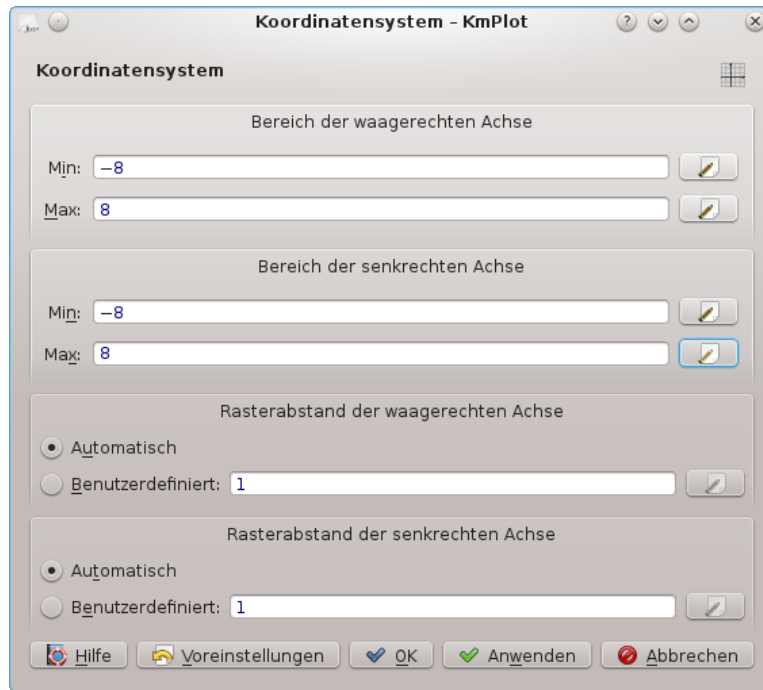 Koordinatensystem – KmPlot
Koordinatensystem
Bereich der waagerechten Achse
Min: −8
Max: 8
Bereich der senkrechten Achse
Min: −8
Max: 8
Rasterabstand der waagerechten Achse
Automatisch
Benutzerdefiniert: 1
Rasterabstand der senkrechten Achse
Automatisch
Benutzerdefiniert: 1
Hilfe Voreinstellungen OK Anwenden Abbrechen